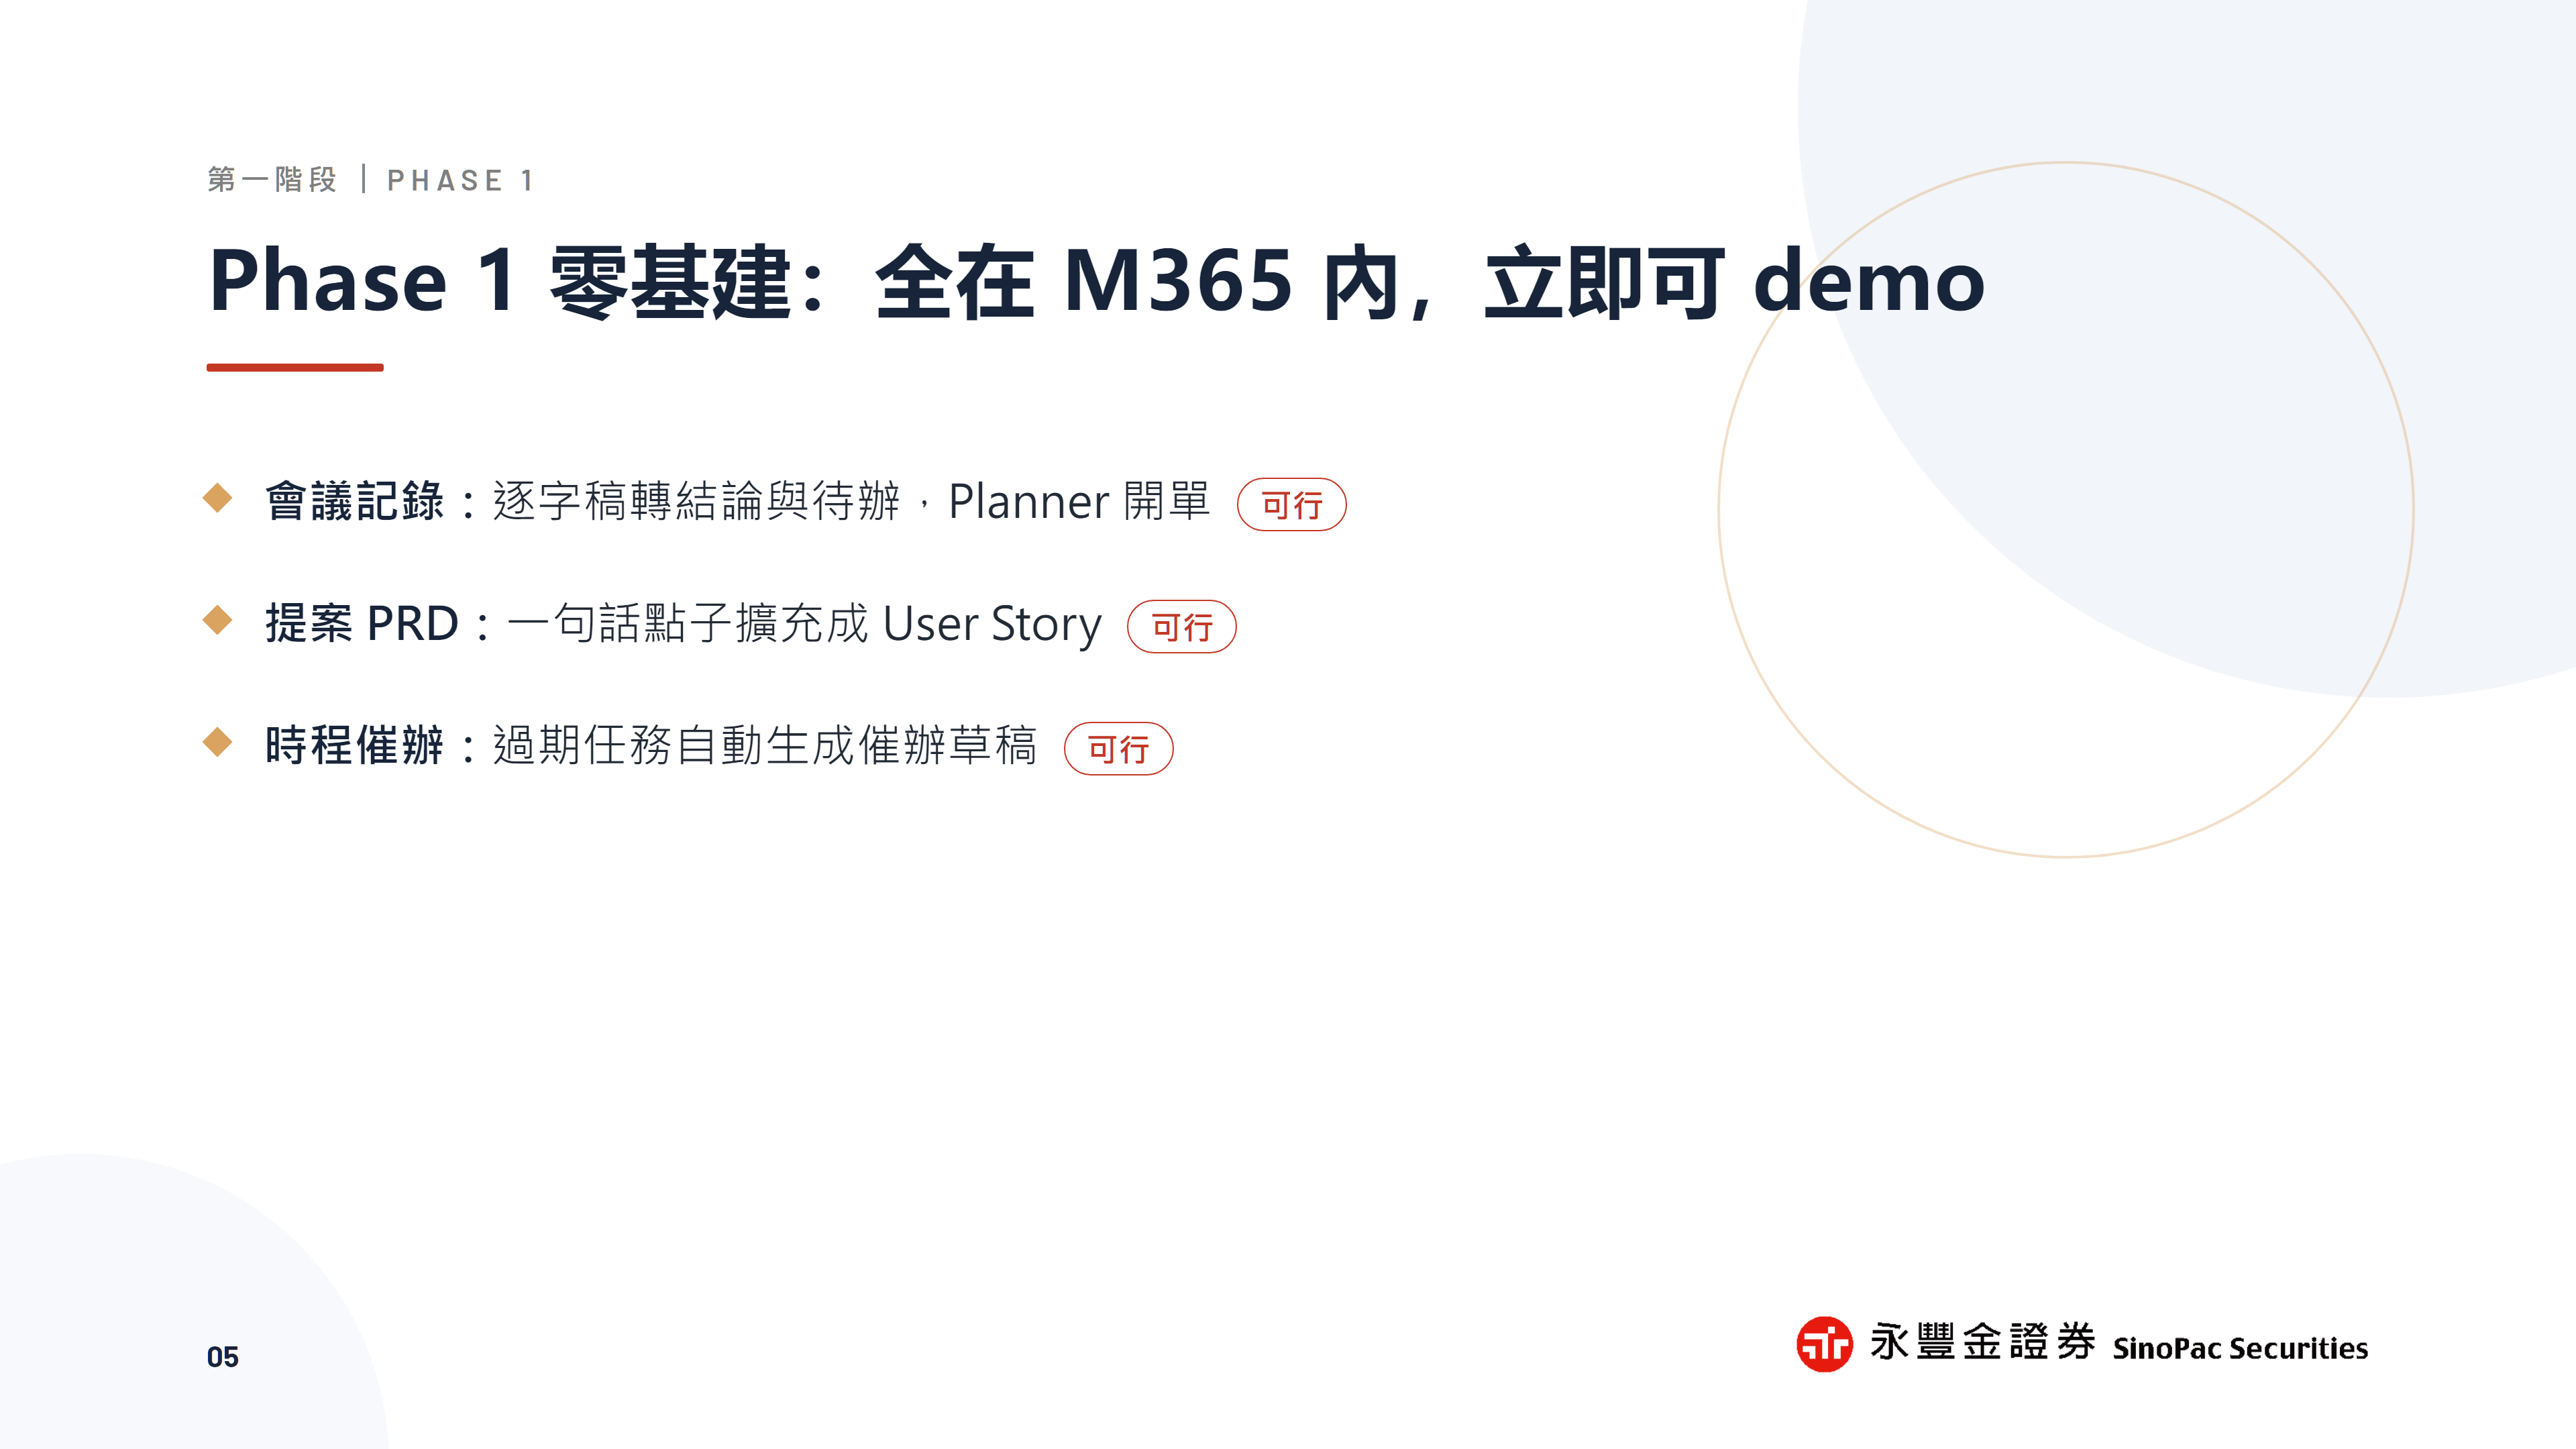 第一階段｜PHASE 1
Phase 1 零基建：全在 M365 內，立即可 demo
會議記錄：逐字稿轉結論與待辦，Planner 開單 可行
提案 PRD：一句話點子擴充成 User Story 可行
時程催辦：過期任務自動生成催辦草稿 可行
05
永豐金證券 SinoPac Securities